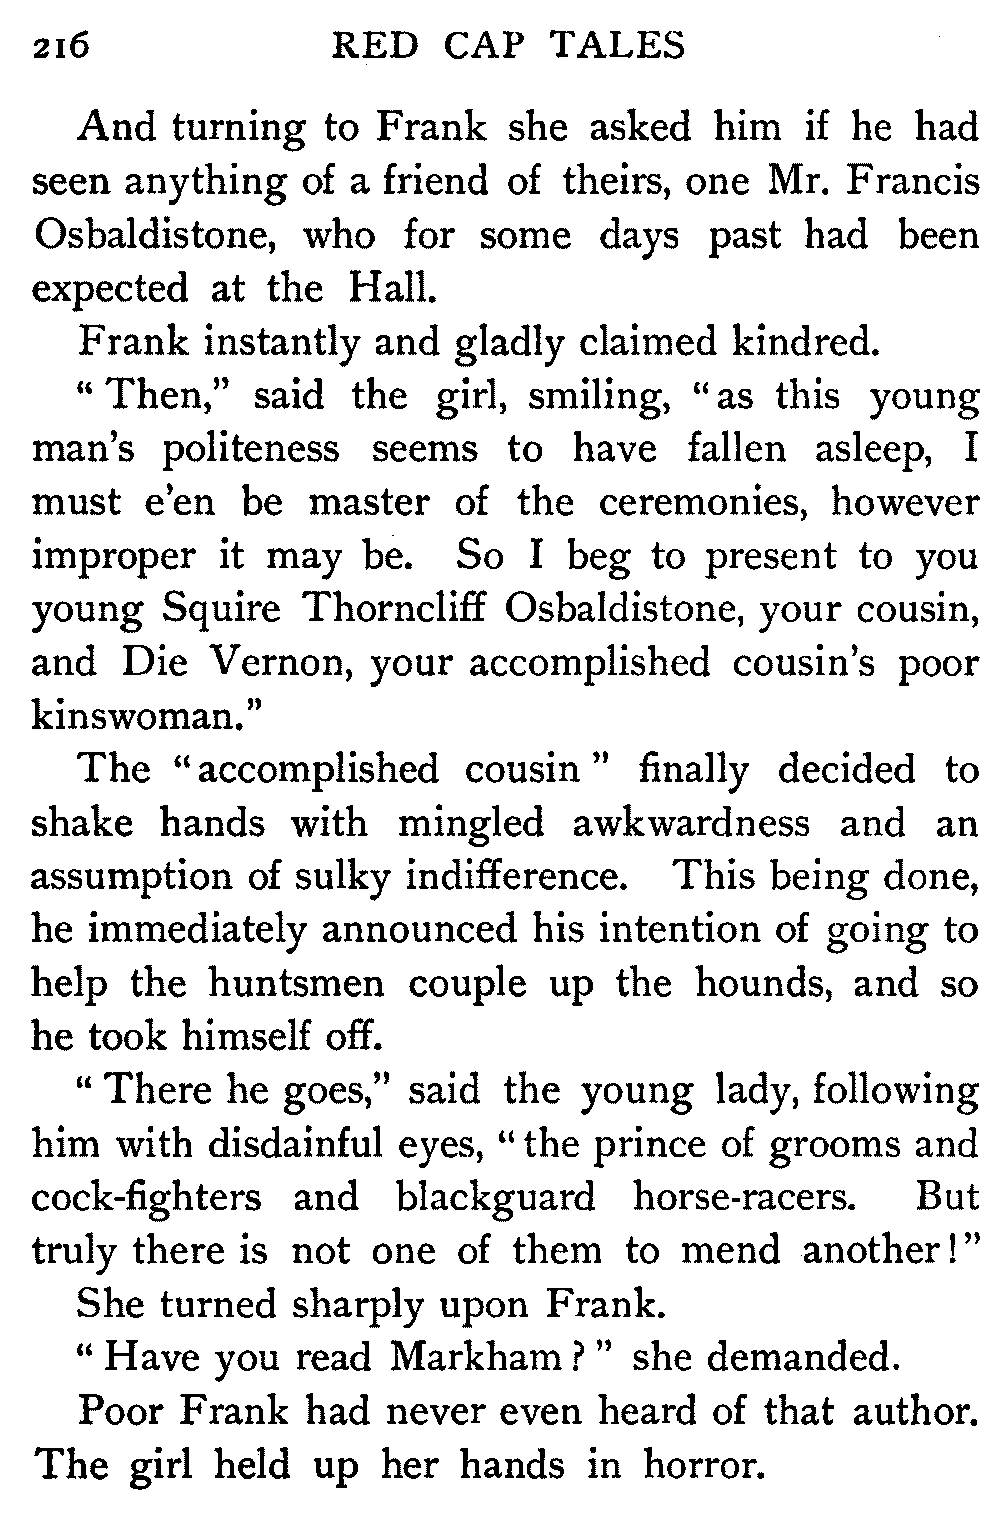 216 RED CAP TALES
And turning to Frank she asked him if he had
seen anything of a friend of theirs, one Mr. Francis
Osbaldistone, who for some days past had been
expected at the Hall.
Frank instantly and gladly claimed kindred.
“ Then,” said the girl, smiling, “ as this young
man’s politeness seems to have fallen asleep, I
must e’en be master of the ceremonies, however
improper it may be. So I beg to present to you
young Squire Thorncliff Osbaldistone, your cousin,
and Die Vernon, your accomplished cousin’s poor
kinswoman.”
The “ accomplished cousin ” finally decided to
shake hands with mingled awkwardness and an
assumption of sulky indifference. This being done,
he immediately announced his intention of going to
help the huntsmen couple up the hounds, and so
he took himself off.
“ There he goes,” said the young lady, following
him with disdainful eyes, “ the prince of grooms and
cock-fighters and blackguard horse-racers. But
truly there is not one of them to mend another ! ”
She turned sharply upon Frank.
“ Have you read Markham ? ” she demanded.
Poor Frank had never even heard of that author.
The girl held up her hands in horror.